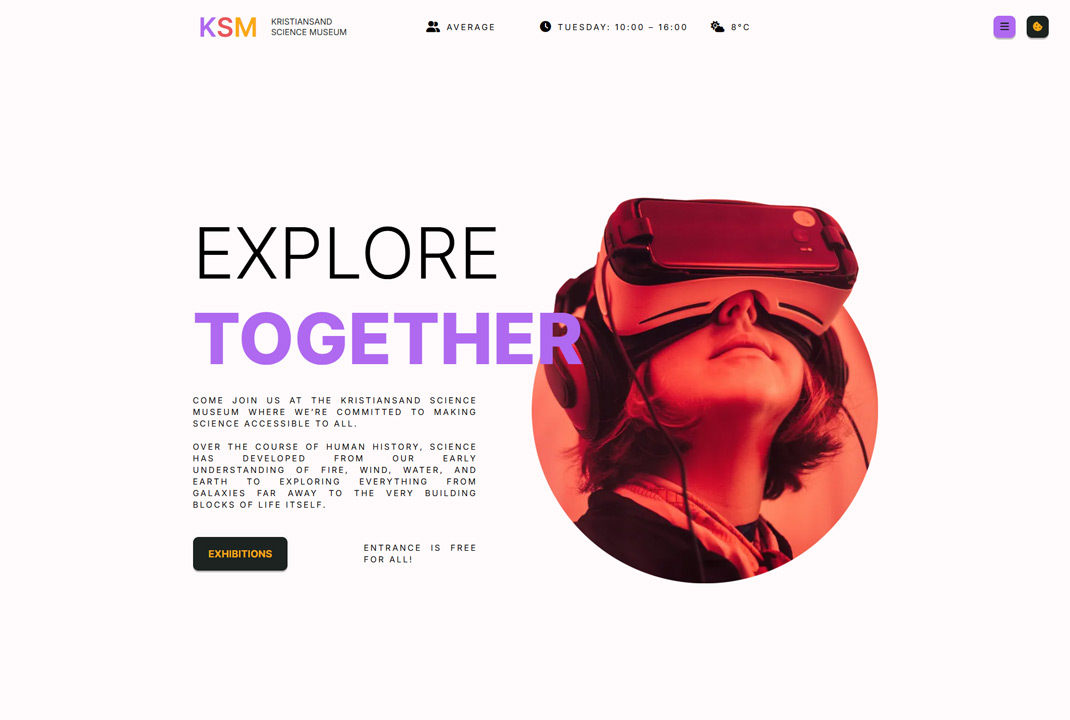 KSM
KRISTIANSAND
SCIENCE MUSEUM
AVERAGE
TUESDAY: 10:00 – 16:00
8°C
EXPLORE
TOGETHER
COME JOIN US AT THE KRISTIANSAND SCIENCE
MUSEUM WHERE WE'RE COMMITTED TO MAKING
SCIENCE ACCESSIBLE TO ALL.
OVER THE COURSE OF HUMAN HISTORY, SCIENCE
HAS DEVELOPED FROM OUR EARLY
UNDERSTANDING OF FIRE, WIND, WATER, AND
EARTH TO EXPLORING EVERYTHING FROM
GALAXIES FAR AWAY TO THE VERY BUILDING
BLOCKS OF LIFE ITSELF.
EXHIBITIONS
ENTRANCE IS FREE
FOR ALL!